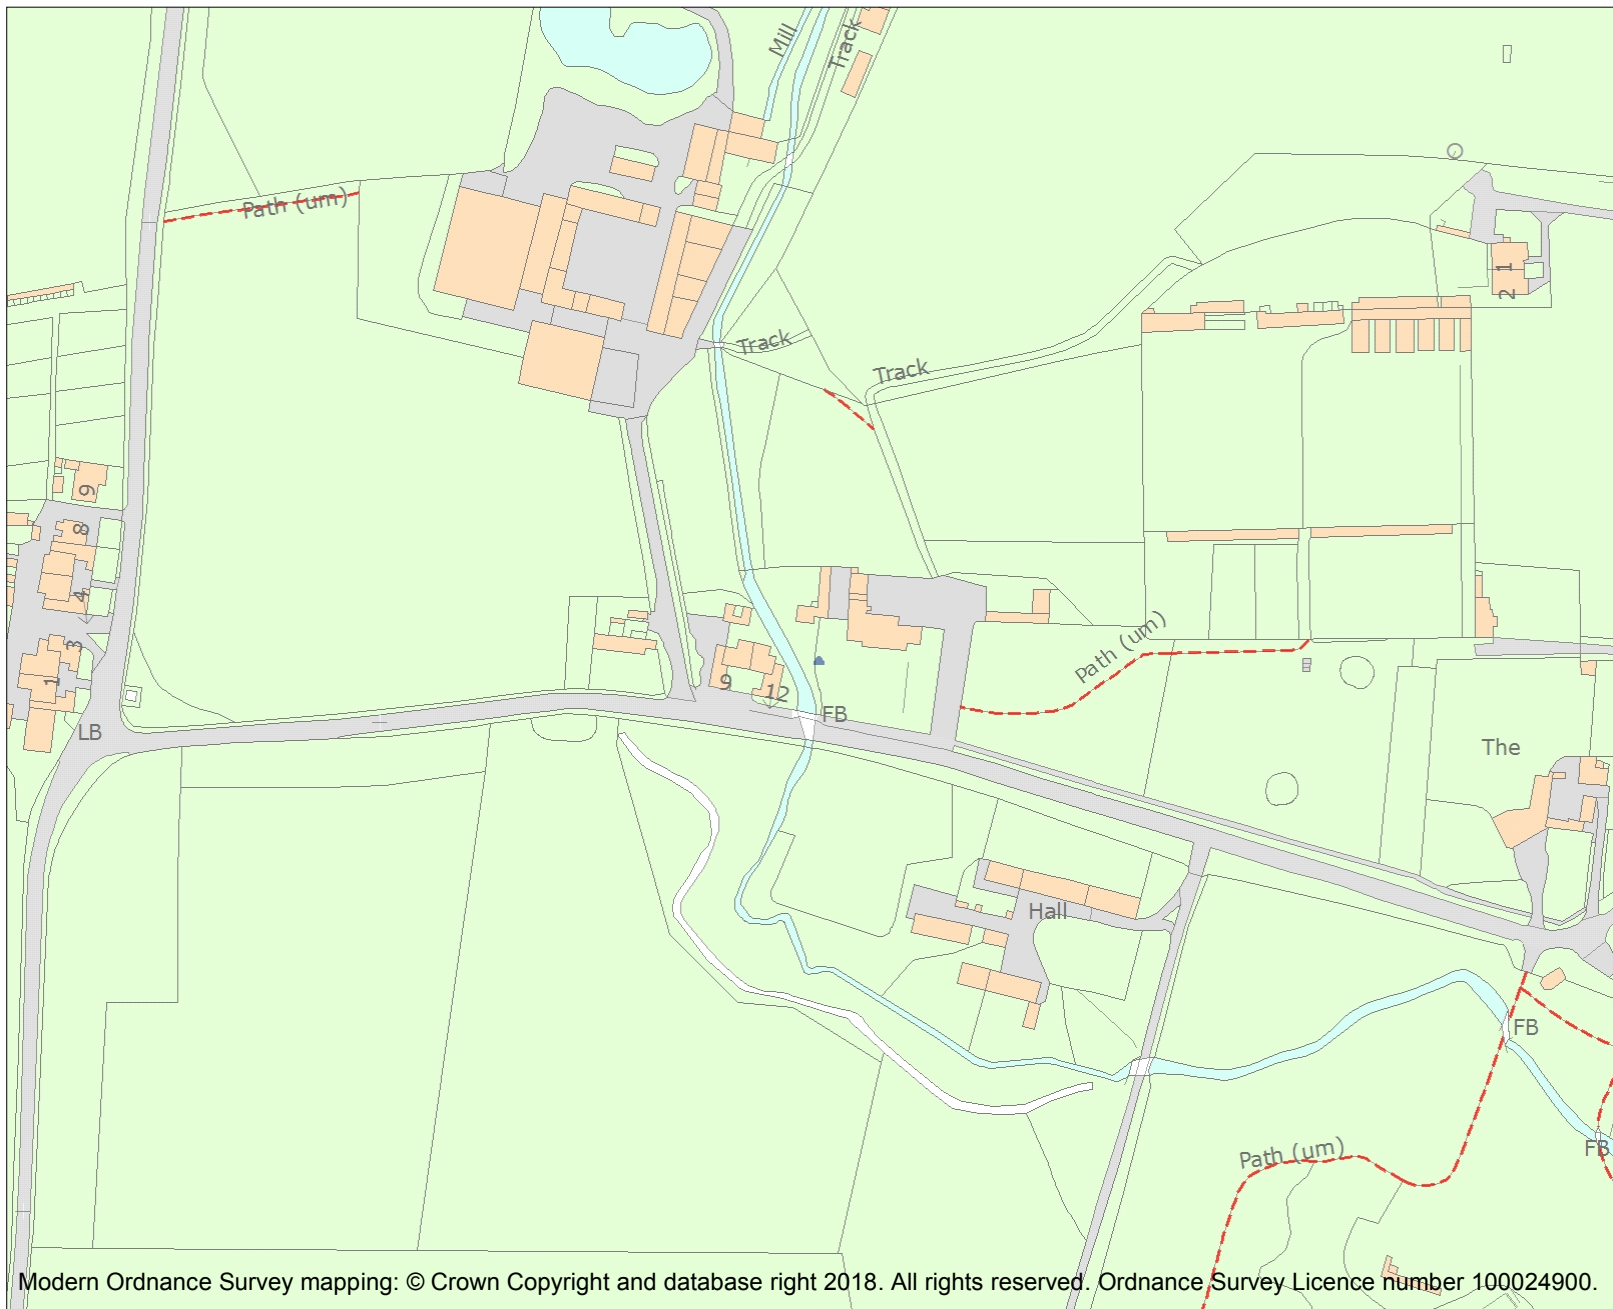 Mill
Track
Path (um)
1
2
Track
Track
9
8
4
3
1
Path (um)
9
12
FB
LB
The
Hall
FB
FB
Path (um)
Modern Ordnance Survey mapping: © Crown Copyright and database right 2018. All rights reserved. Ordnance Survey Licence number 100024900.